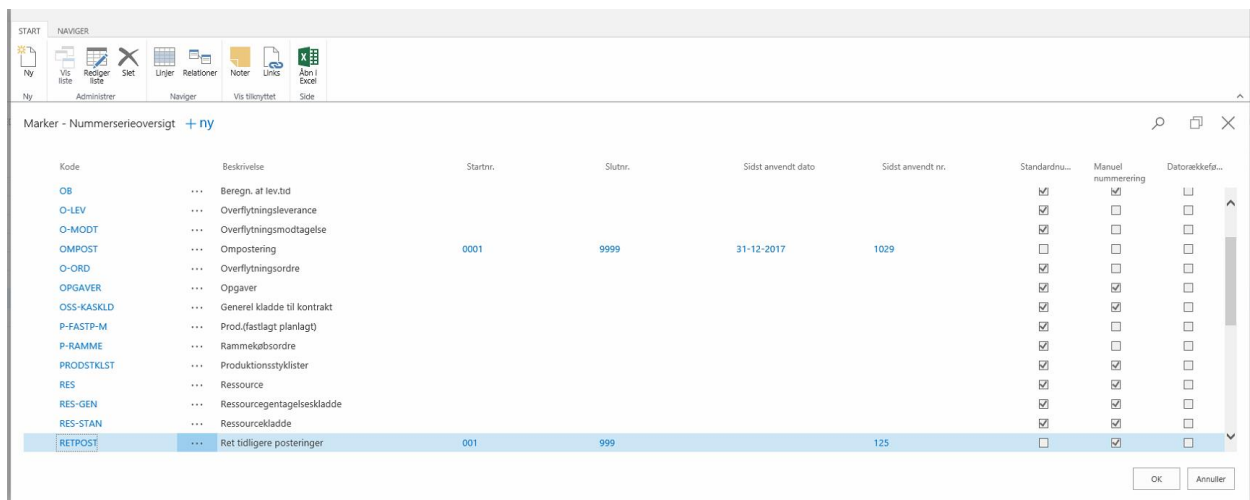 START NAVIGER
Ny Vis liste Rediger liste Slet Linjer Relationer Noter Links Åbn i Excel
Ny Administrer Naviger Vis tilknyttet Side
Marker - Nummerserieoversigt + ny
Kode Beskrivelse Startnr. Slutnr. Sidst anvendt dato Sidst anvendt nr. Standardnu... Manuel nummerering Datorækkefø...
OB ... Beregn. af lev.tid
O-LEV ... Overflytningsleverance
O-MODT ... Overflytningsmodtagelse
OMPOST ... Ompostering 0001 9999 31-12-2017 1029
O-ORD ... Overflytningsordre
OPGAVER ... Opgaver
OSS-KASKLD ... Generel kladde til kontrakt
P-FASTP-M ... Prod.(fastlagt planlagt)
P-RAMME ... Rammekøbsordre
PRODSTKLST ... Produktionsstyklister
RES ... Ressource
RES-GEN ... Ressourcegentagelseskladde
RES-STAN ... Ressourcekladde
RETPOST ... Ret tidligere posteringer 001 999 125
OK Annuller